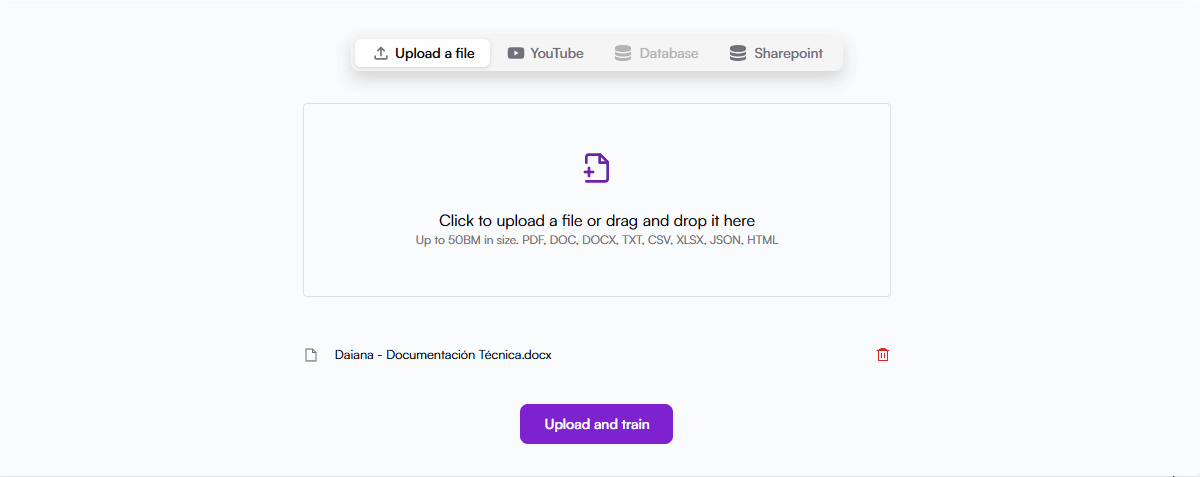 Upload a file YouTube Database Sharepoint
Click to upload a file or drag and drop it here
Up to 50BM in size. PDF, DOC, DOCX, TXT, CSV, XLSX, JSON, HTML
Daiana - Documentación Técnica.docx
Upload and train